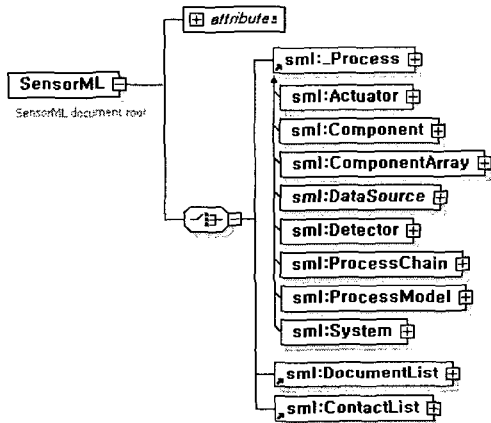 attributes
SensorML
SensorML document root
sml:_Process
sml:Actuator
sml:Component
sml:ComponentArray
sml:DataSource
sml:Detector
sml:ProcessChain
sml:ProcessModel
sml:System
sml:DocumentList
sml:ContactList